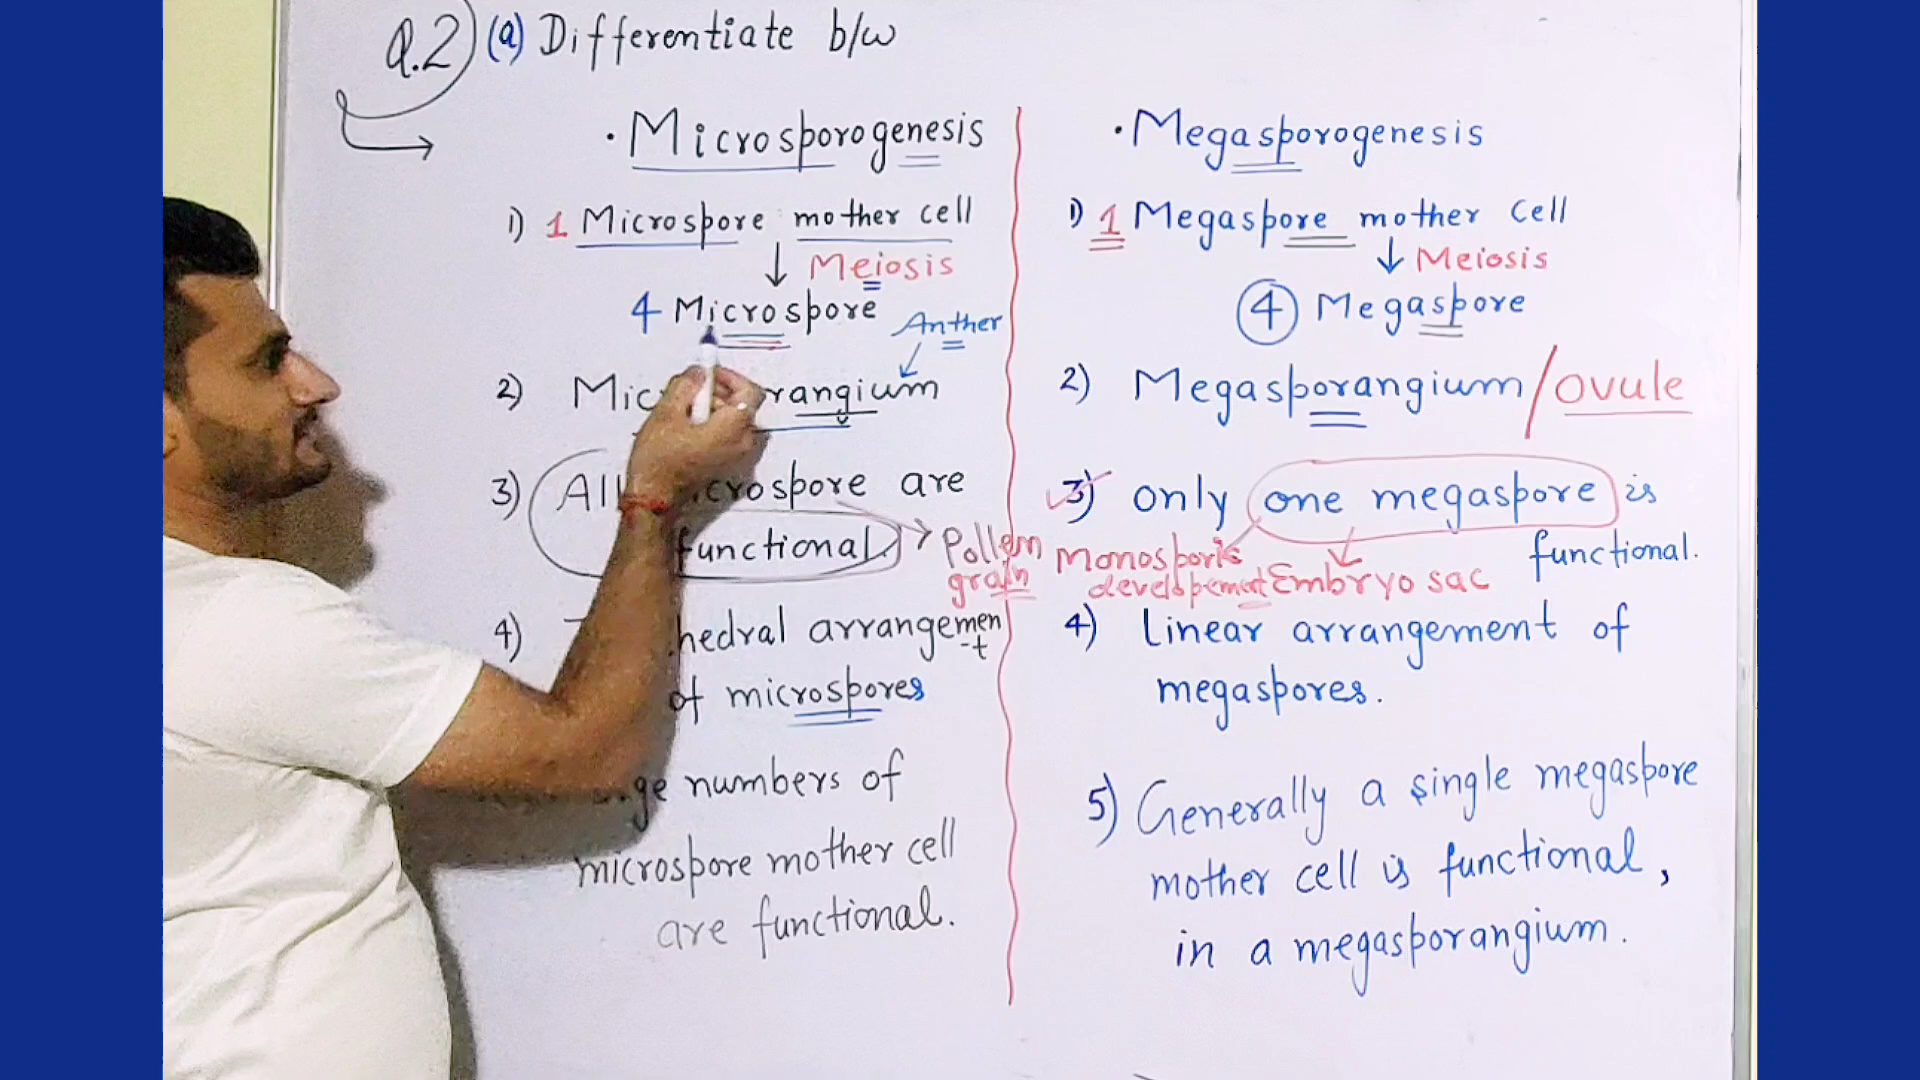 Q.2 (a) Differentiate b/w
• Microsporogenesis
1) 1 Microspore mother cell
↓ Meiosis
4 Microspore
Anther
2) Mic rangium
3) All crospore are
functional
→ Pollen
grain
4) hedral arrangemen
-t
of microspores
ge numbers of
microspore mother cell
are functional.
• Megasporogenesis
1) 1 Megaspore mother cell
↓ Meiosis
4 Megaspore
2) Megasporangium / ovule
3) only one megaspore is
functional.
Monosporic
development
Embryo sac
4) Linear arrangement of
megaspores.
5) Generally a single megaspore
mother cell is functional,
in a megasporangium.